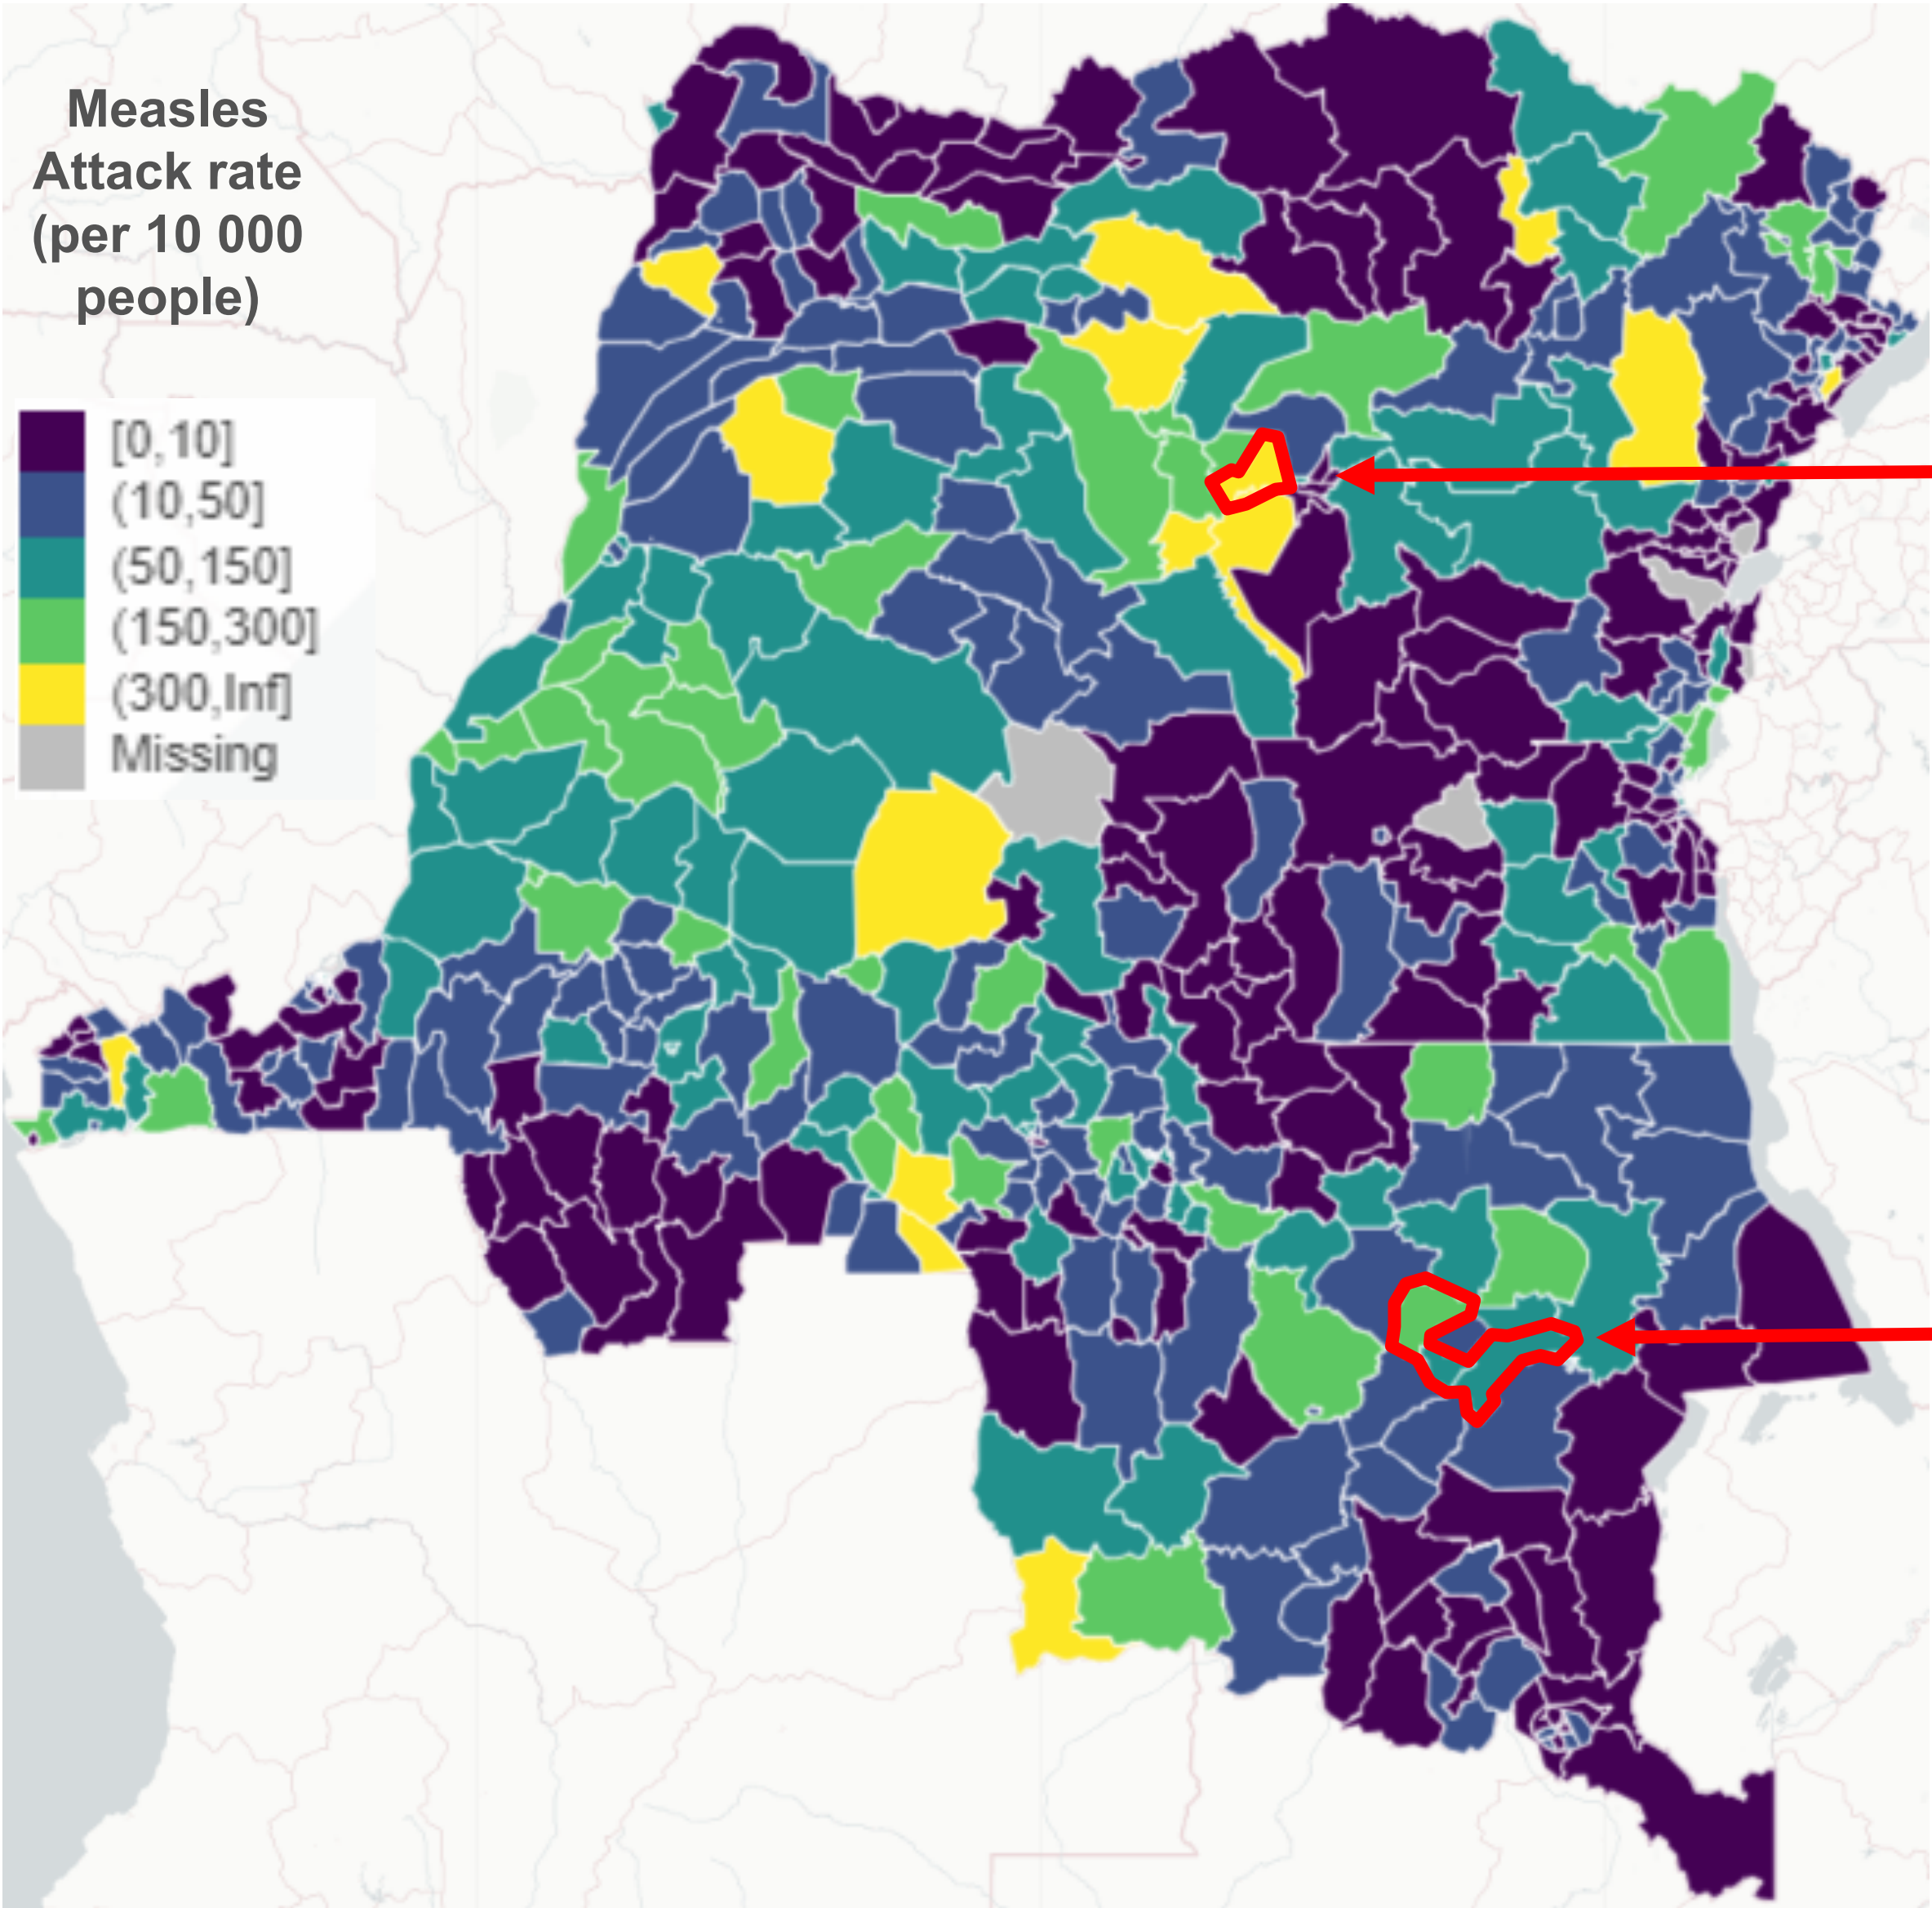 Measles
Attack rate
(per 10 000
people)
[0,10]
(10,50]
(50,150]
(150,300]
(300,Inf]
Missing